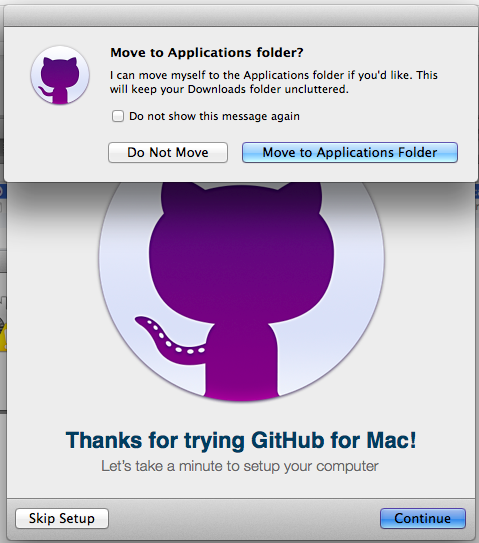 Move to Applications folder?
I can move myself to the Applications folder if you'd like. This
will keep your Downloads folder uncluttered.
Do not show this message again
Do Not Move
Move to Applications Folder
Thanks for trying GitHub for Mac!
Let's take a minute to setup your computer
Skip Setup
Continue